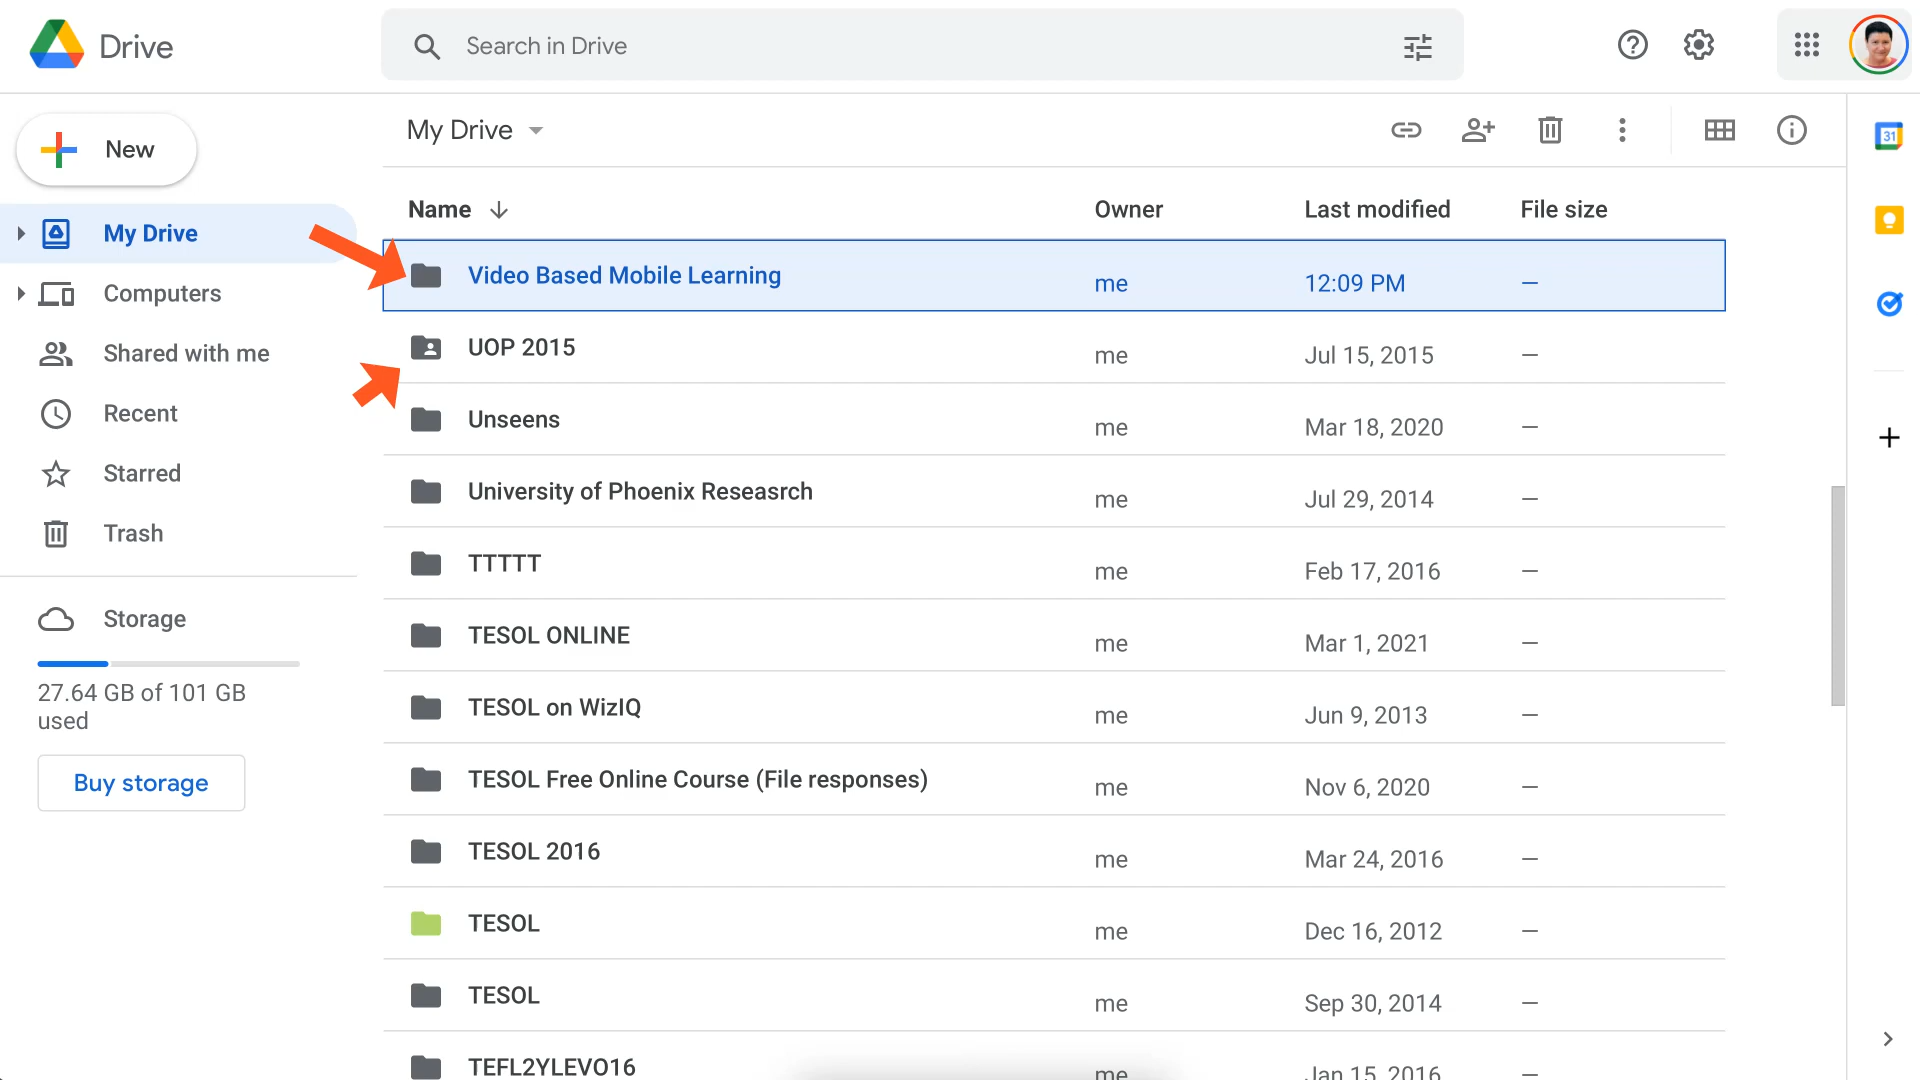 Drive
Search in Drive
New
My Drive
Computers
Shared with me
Recent
Starred
Trash
Storage
27.64 GB of 101 GB
used
Buy storage
My Drive
Name Owner Last modified File size
Video Based Mobile Learning me 12:09 PM —
UOP 2015 me Jul 15, 2015 —
Unseens me Mar 18, 2020 —
University of Phoenix Reseasrch me Jul 29, 2014 —
TTTTT me Feb 17, 2016 —
TESOL ONLINE me Mar 1, 2021 —
TESOL on WizIQ me Jun 9, 2013 —
TESOL Free Online Course (File responses) me Nov 6, 2020 —
TESOL 2016 me Mar 24, 2016 —
TESOL me Dec 16, 2012 —
TESOL me Sep 30, 2014 —
TEFL2YLEVO16 me Jan 15, 2016 —
31